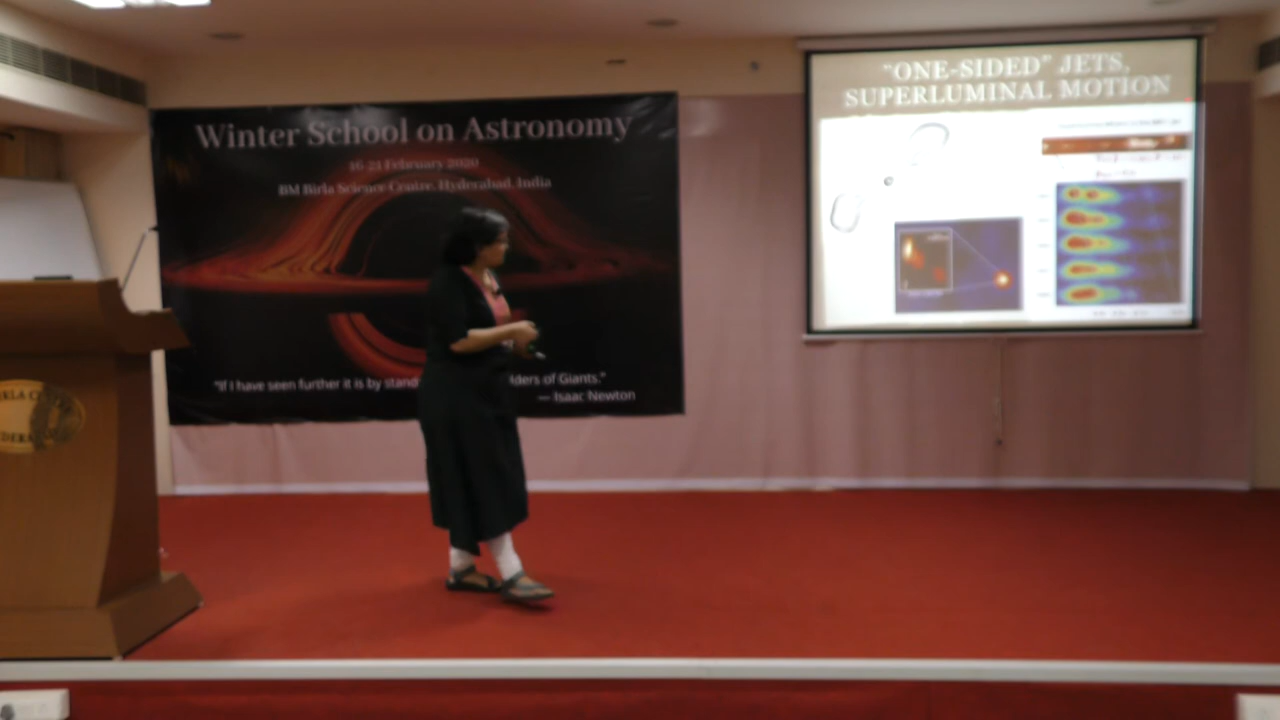 Winter School on Astronomy
16-21 February 2020
BM Birla Science Centre, Hyderabad, India
"If I have seen further it is by stand
lders of Giants."
— Isaac Newton
"ONE-SIDED" JETS,
SUPERLUMINAL MOTION